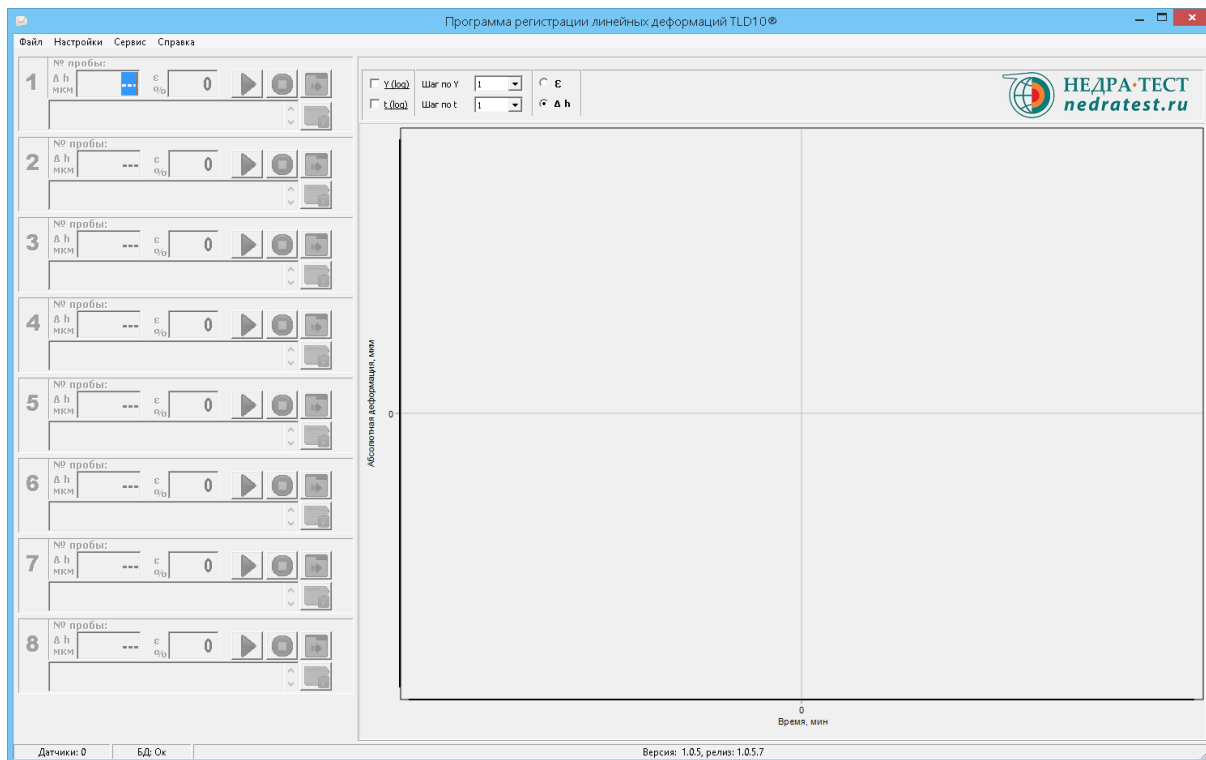 Программа регистрации линейных деформаций TLD10®
Файл Настройки Сервис Справка
1 № пробы:
Δ h мкм --- ε % 0
2 № пробы:
Δ h мкм --- ε % 0
3 № пробы:
Δ h мкм --- ε % 0
4 № пробы:
Δ h мкм --- ε % 0
5 № пробы:
Δ h мкм --- ε % 0
6 № пробы:
Δ h мкм --- ε % 0
7 № пробы:
Δ h мкм --- ε % 0
8 № пробы:
Δ h мкм --- ε % 0
Y (log) Шаг по Y 1 ε
t (log) Шаг по t 1 Δ h
НЕДРА·ТЕСТ
nedratest.ru
Абсолютная деформация, мкм
0
0
Время, мин
Датчики: 0 БД: Ок Версия: 1.0.5, релиз: 1.0.5.7